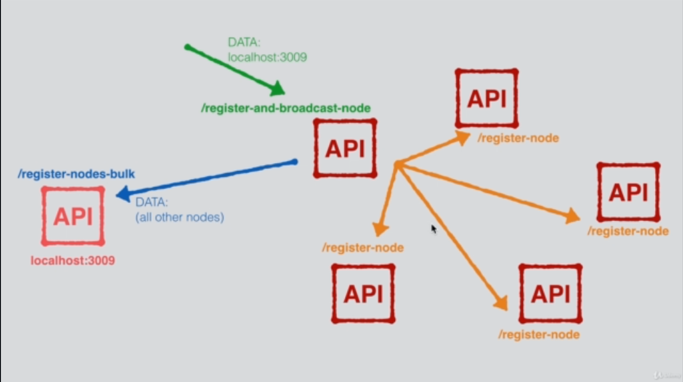 DATA:
localhost:3009
/register-and-broadcast-node
API
API
/register-node
/register-nodes-bulk
API
DATA:
(all other nodes)
localhost:3009
API
/register-node
/register-node
API
API
/register-node